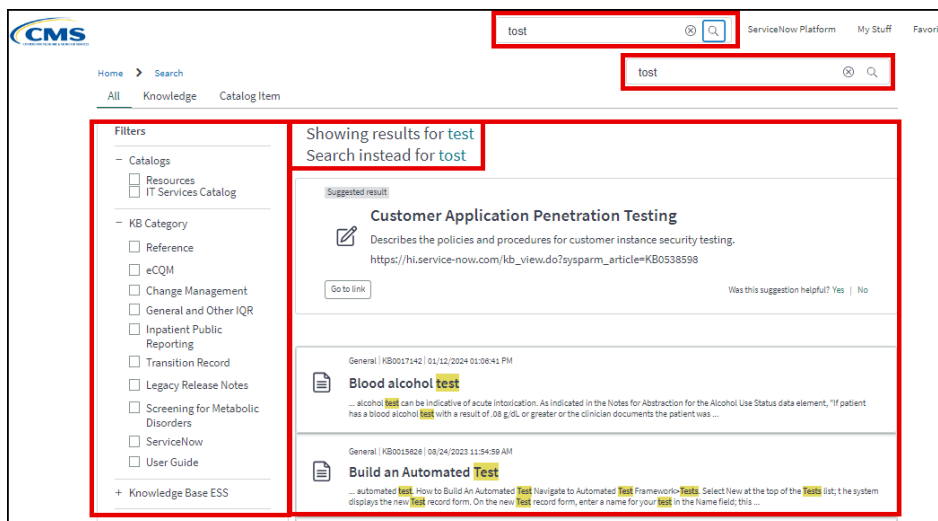 CMS
tost
ServiceNow Platform
My Stuff
Favori
Home > Search
tost
All
Knowledge
Catalog Item
Filters
− Catalogs
Resources
IT Services Catalog
− KB Category
Reference
eCQM
Change Management
General and Other IQR
Inpatient Public
Reporting
Transition Record
Legacy Release Notes
Screening for Metabolic
Disorders
ServiceNow
User Guide
+ Knowledge Base ESS
Showing results for test
Search instead for tost
Suggested result
Customer Application Penetration Testing
Describes the policies and procedures for customer instance security testing.
https://hi.service-now.com/kb_view.do?sysparm_article=KB0538598
Go to link
Was this suggestion helpful? Yes | No
General | KB0017142 | 01/12/2024 01:06:41 PM
Blood alcohol test
... alcohol test can be indicative of acute intoxication. As indicated in the Notes for Abstraction for the Alcohol Use Status data element, "If patient
has a blood alcohol test with a result of .08 g/dL or greater or the clinician documents the patient was ...
General | KB0015626 | 08/24/2023 11:54:59 AM
Build an Automated Test
... automated test. How to Build An Automated Test Navigate to Automated Test Framework>Tests. Select New at the top of the Tests list; the system
displays the new Test record form. On the new Test record form, enter a name for your test in the Name field; this ...